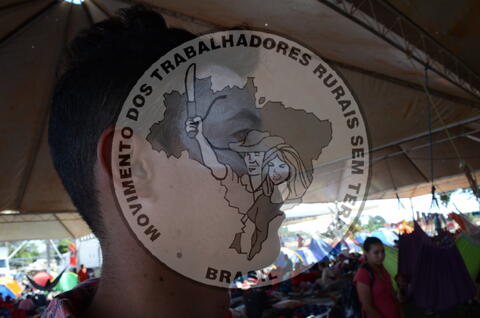 MOVIMENTO DOS TRABALHADORES RURAIS SEM TERRA
BRASIL